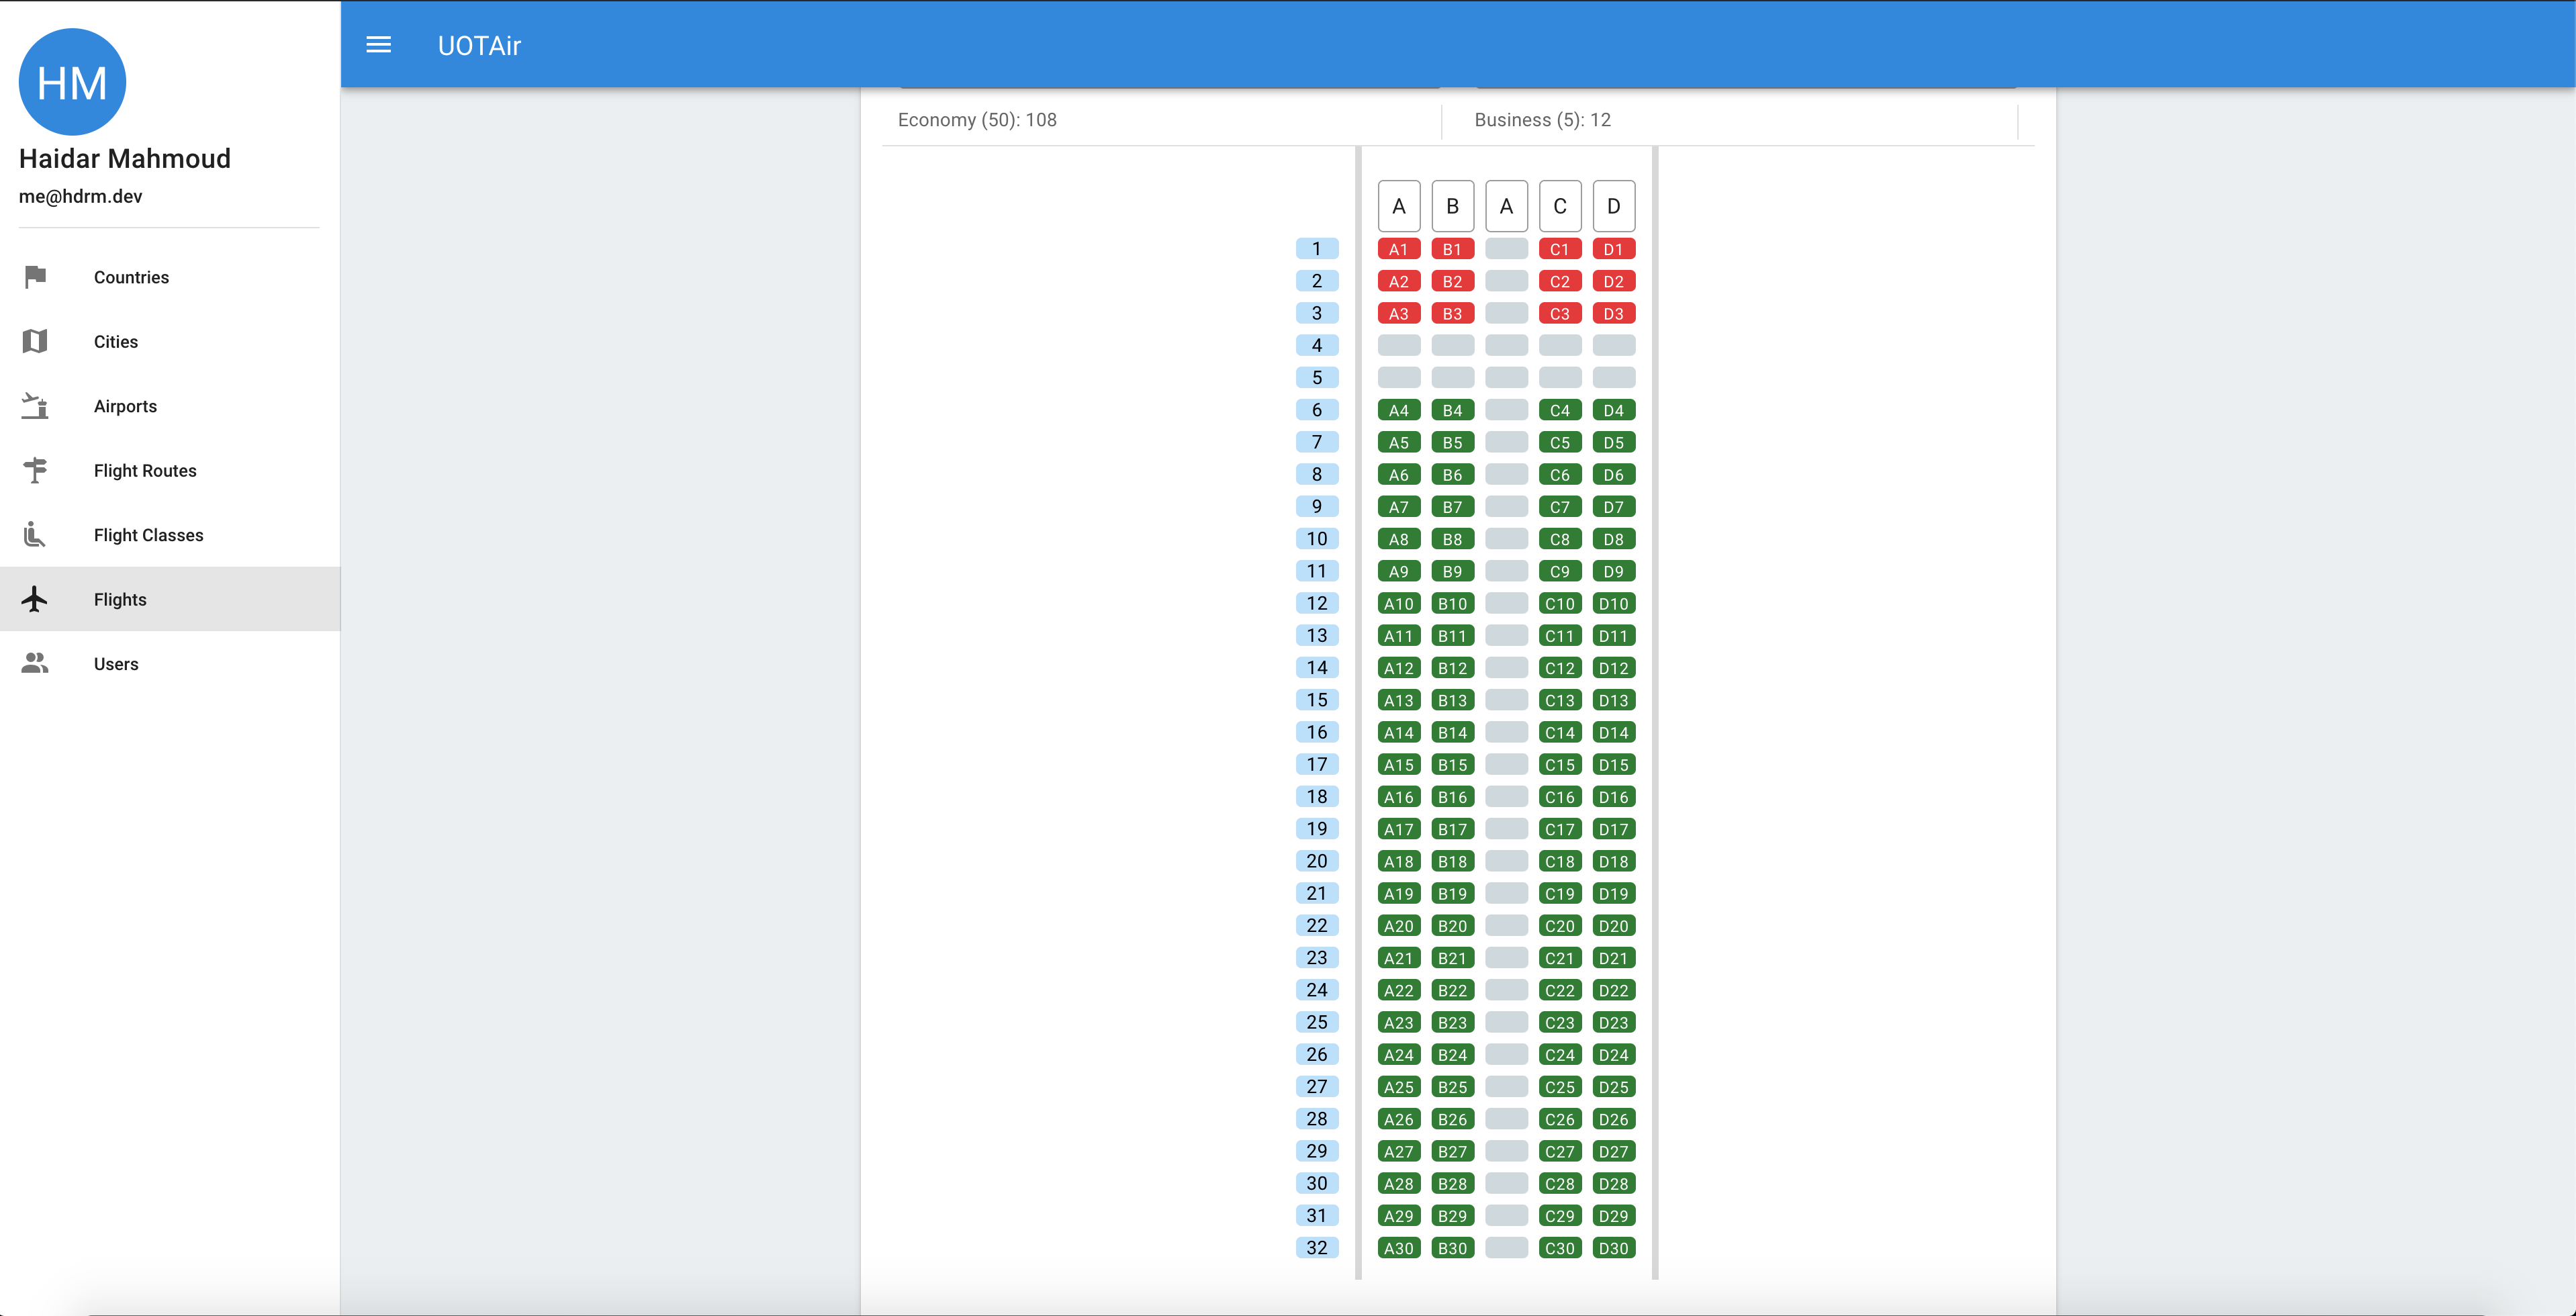 HM
Haidar Mahmoud
me@hdrm.dev
Countries
Cities
Airports
Flight Routes
Flight Classes
Flights
Users
UOTAir
Economy (50): 108 Business (5): 12
A B A C D
1 A1 B1 C1 D1
2 A2 B2 C2 D2
3 A3 B3 C3 D3
4
5
6 A4 B4 C4 D4
7 A5 B5 C5 D5
8 A6 B6 C6 D6
9 A7 B7 C7 D7
10 A8 B8 C8 D8
11 A9 B9 C9 D9
12 A10 B10 C10 D10
13 A11 B11 C11 D11
14 A12 B12 C12 D12
15 A13 B13 C13 D13
16 A14 B14 C14 D14
17 A15 B15 C15 D15
18 A16 B16 C16 D16
19 A17 B17 C17 D17
20 A18 B18 C18 D18
21 A19 B19 C19 D19
22 A20 B20 C20 D20
23 A21 B21 C21 D21
24 A22 B22 C22 D22
25 A23 B23 C23 D23
26 A24 B24 C24 D24
27 A25 B25 C25 D25
28 A26 B26 C26 D26
29 A27 B27 C27 D27
30 A28 B28 C28 D28
31 A29 B29 C29 D29
32 A30 B30 C30 D30